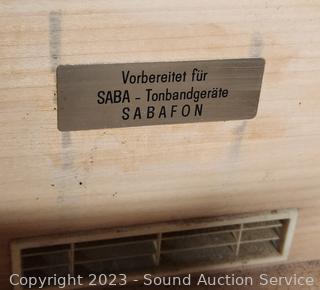 Vorbereitet für
SABA - Tonbandgeräte
SABAFON
Copyright 2023 - Sound Auction Service